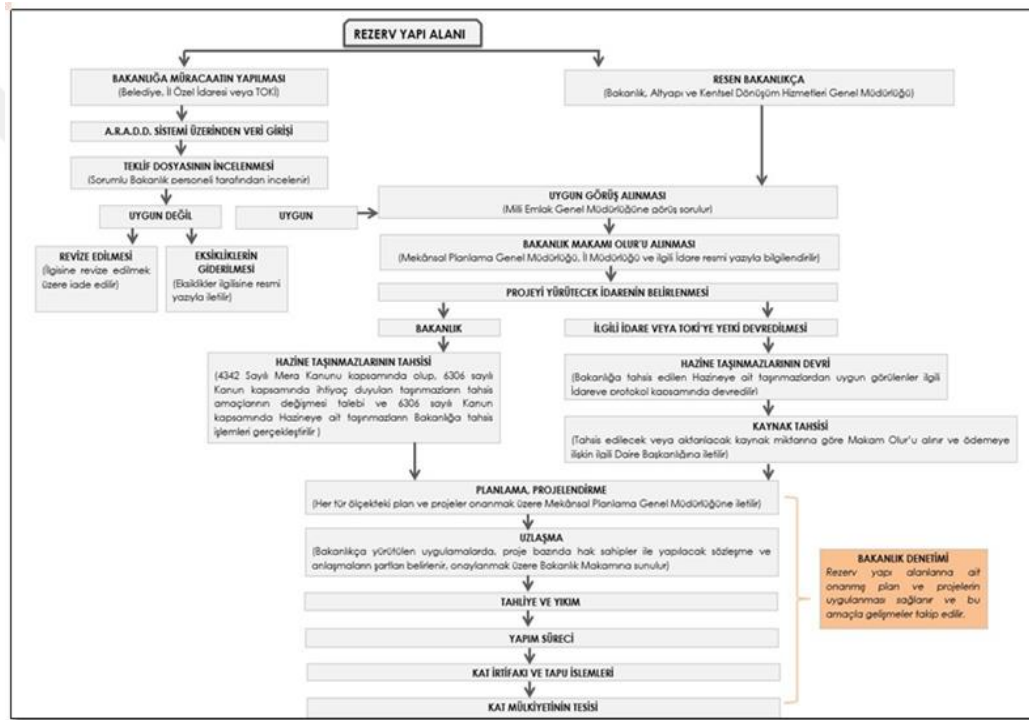 REZERV YAPI ALANI
BAKANLIĞA MÜRACAATIN YAPILMASI
(Belediye, İl Özel İdaresi veya TOKİ)
RESEN BAKANLIKÇA
(Bakanlık, Altyapı ve Kentsel Dönüşüm Hizmetleri Genel Müdürlüğü)
A.R.A.D.D. SİSTEMİ ÜZERİNDEN VERİ GİRİŞİ
TEKLİF DOSYASININ İNCELENMESİ
(Sorumlu Bakanlık personeli tarafından incelenir)
UYGUN DEĞİL
UYGUN
UYGUN GÖRÜŞ ALINMASI
(Milli Emlak Genel Müdürlüğüne görüş sorulur)
REVİZE EDİLMESİ
(İlgisine revize edilmek
üzere iade edilir)
EKSİKLİKLERİN
GİDERİLMESİ
(Eksildikler ilgilisine resmi
yazıyla iletilir)
BAKANLIK MAKAMI OLUR'U ALINMASI
(Mekânsal Planlama Genel Müdürlüğü, İl Müdürlüğü ve ilgili İdare resmi yazıyla bilgilendirilir)
PROJEYİ YÜRÜTECEK İDARENİN BELİRLENMESİ
BAKANLIK
İLGİLİ İDARE VEYA TOKİ'YE YETKİ DEVREDİLMESİ
HAZİNE TAŞINMAZLARININ TAHSİSİ
(4342 Sayılı Mera Kanunu kapsamında olup, 6306 sayılı
Kanun kapsamında ihtiyaç duyulan taşınmazların tahsis
amaçlarının değişmesi talebi ve 6306 sayılı Kanun
kapsamında Hazineye ait taşınmazların Bakanlığa tahsis
işlemleri gerçekleştirilir )
HAZİNE TAŞINMAZLARININ DEVRİ
(Bakanlığa tahsis edilen Hazineye ait taşınmazlardan uygun görülenler ilgili
İdareye protokol kapsamında devredilir)
KAYNAK TAHSİSİ
(Tahsis edilecek veya aktarılacak kaynak miktarına göre Makam Olur'u alınır ve ödemeye
ilişkin ilgili Daire Başkanlığına iletilir)
PLANLAMA, PROJELENDİRME
(Her tür ölçekteki plan ve projeler onanmak üzere Mekânsal Planlama Genel Müdürlüğüne iletilir)
UZLAŞMA
(Bakanlıkça yürütülen uygulamalarda, proje bazında hak sahipler ile yapılacak sözleşme ve
anlaşmaların şartları belirlenir, onaylanmak üzere Bakanlık Makamına sunulur)
TAHLİYE VE YIKIM
YAPIM SÜRECİ
KAT İRTİFAKI VE TAPU İŞLEMLERİ
KAT MÜLKİYETİNİN TESİSİ
BAKANLIK DENETİMİ
Rezerv yapı alanlarına ait
onanmış plan ve projelerin
uygulanması sağlanır ve bu
amaçla gelişmeler takip edilir.